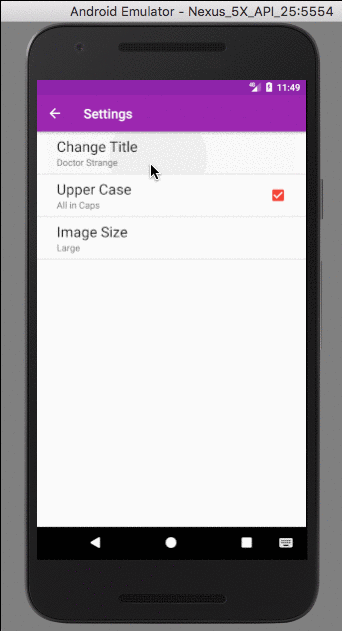 Android Emulator - Nexus_5X_API_25:5554
11:49
Settings
Change Title
Doctor Strange
Upper Case
All in Caps
Image Size
Large